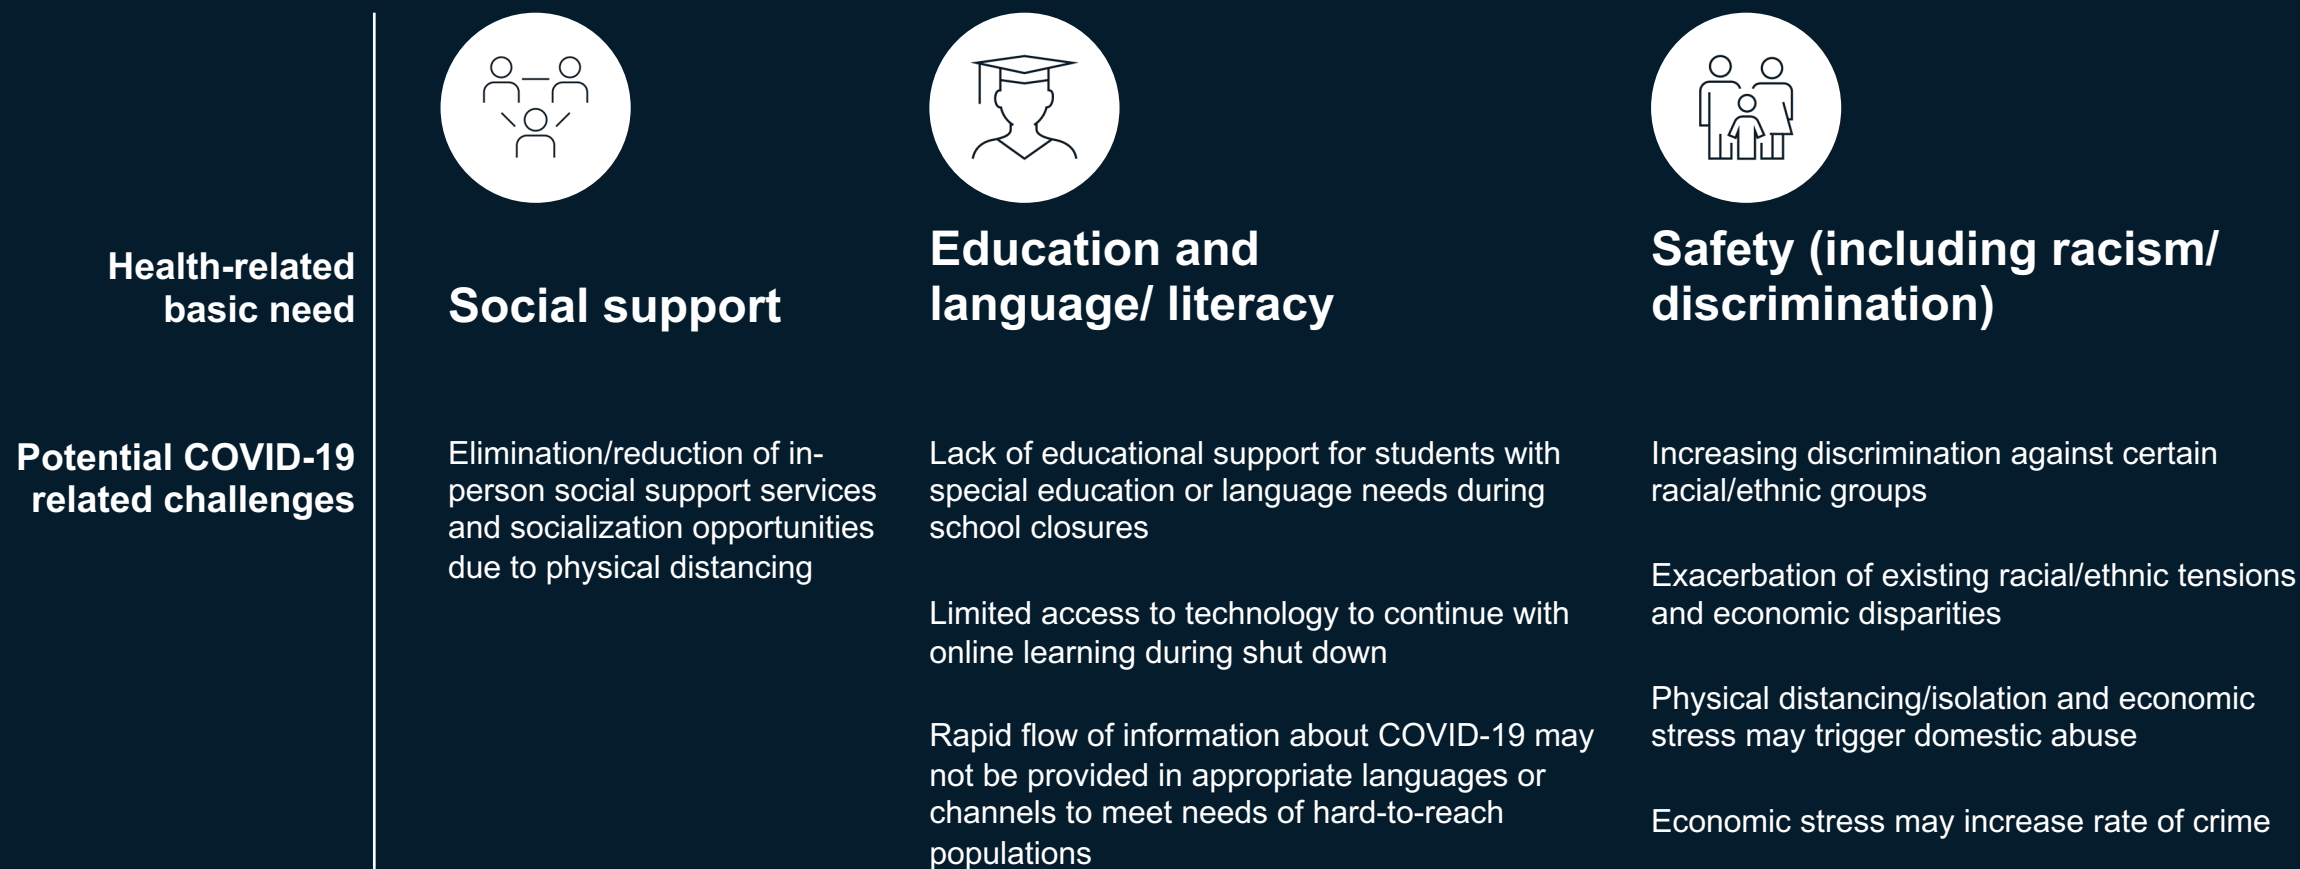 Health-related
basic need
Social support
Education and
language/ literacy
Safety (including racism/
discrimination)
Potential COVID-19
related challenges
Elimination/reduction of in-
person social support services
and socialization opportunities
due to physical distancing
Lack of educational support for students with
special education or language needs during
school closures
Limited access to technology to continue with
online learning during shut down
Rapid flow of information about COVID-19 may
not be provided in appropriate languages or
channels to meet needs of hard-to-reach
populations
Increasing discrimination against certain
racial/ethnic groups
Exacerbation of existing racial/ethnic tensions
and economic disparities
Physical distancing/isolation and economic
stress may trigger domestic abuse
Economic stress may increase rate of crime